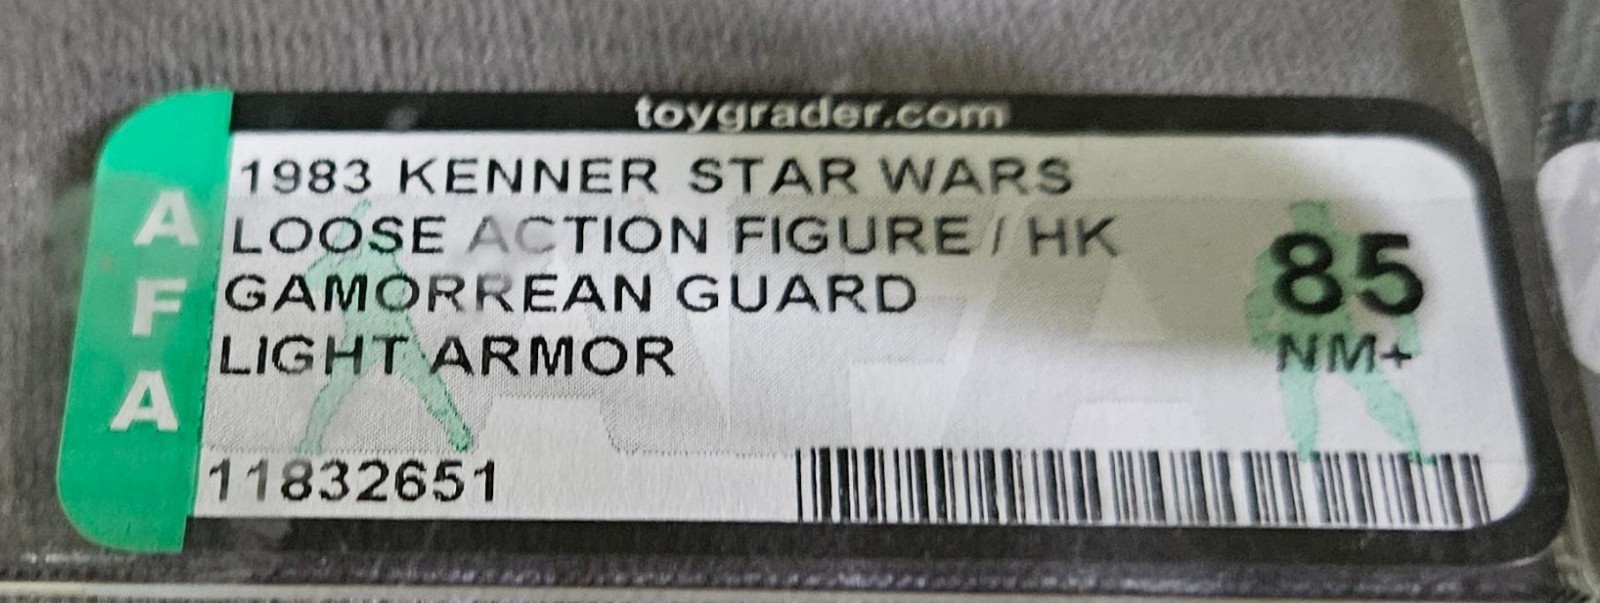 toygrader.com
AFA
1983 KENNER STAR WARS
LOOSE ACTION FIGURE / HK
GAMORREAN GUARD
LIGHT ARMOR
85
NM+
11832651